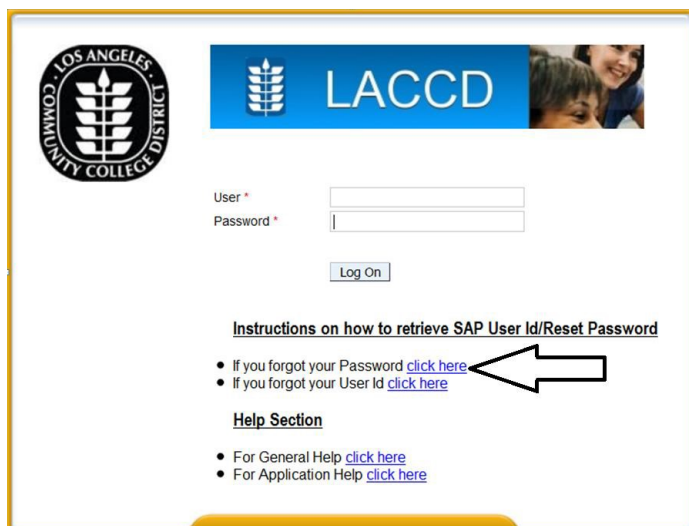 LOS ANGELES
COMMUNITY COLLEGE DISTRICT
LACCD
User *
Password *
Log On
Instructions on how to retrieve SAP User Id/Reset Password
If you forgot your Password click here
If you forgot your User Id click here
Help Section
For General Help click here
For Application Help click here